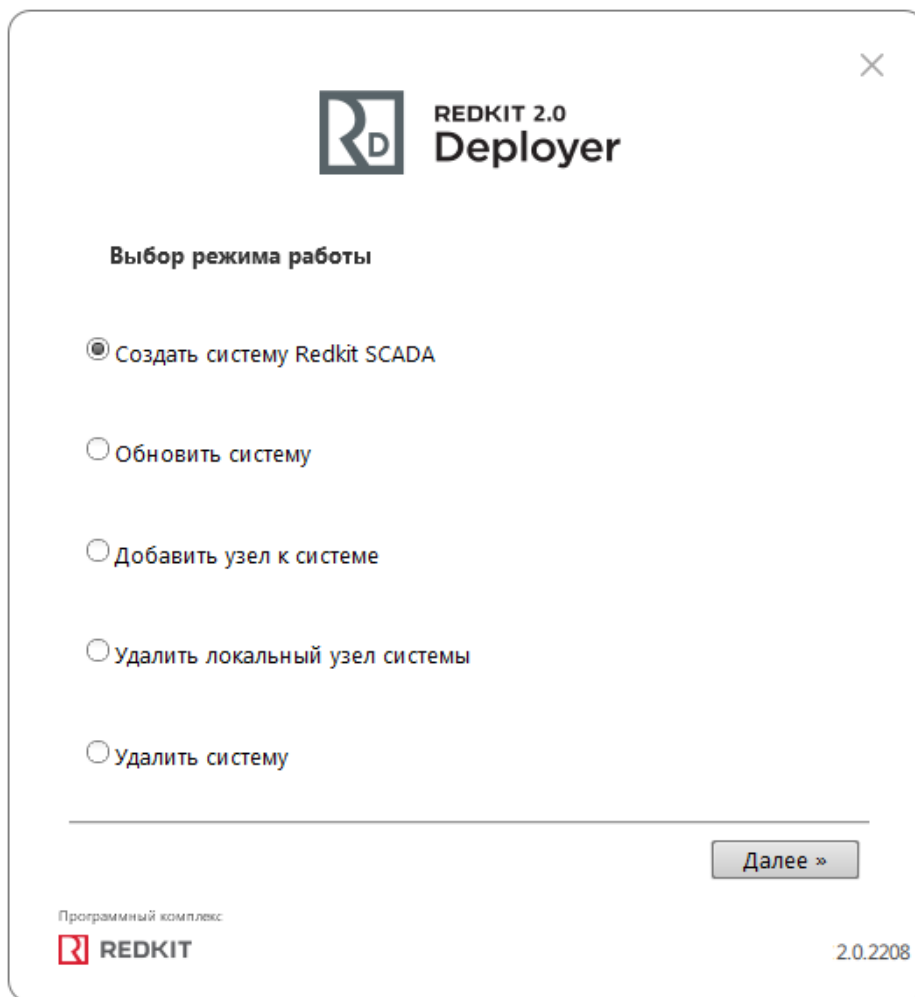 RD
REDKIT 2.0
Deployer
Выбор режима работы
Создать систему Redkit SCADA
Обновить систему
Добавить узел к системе
Удалить локальный узел системы
Удалить систему
Далее »
Программный комплекс
REDKIT
2.0.2208